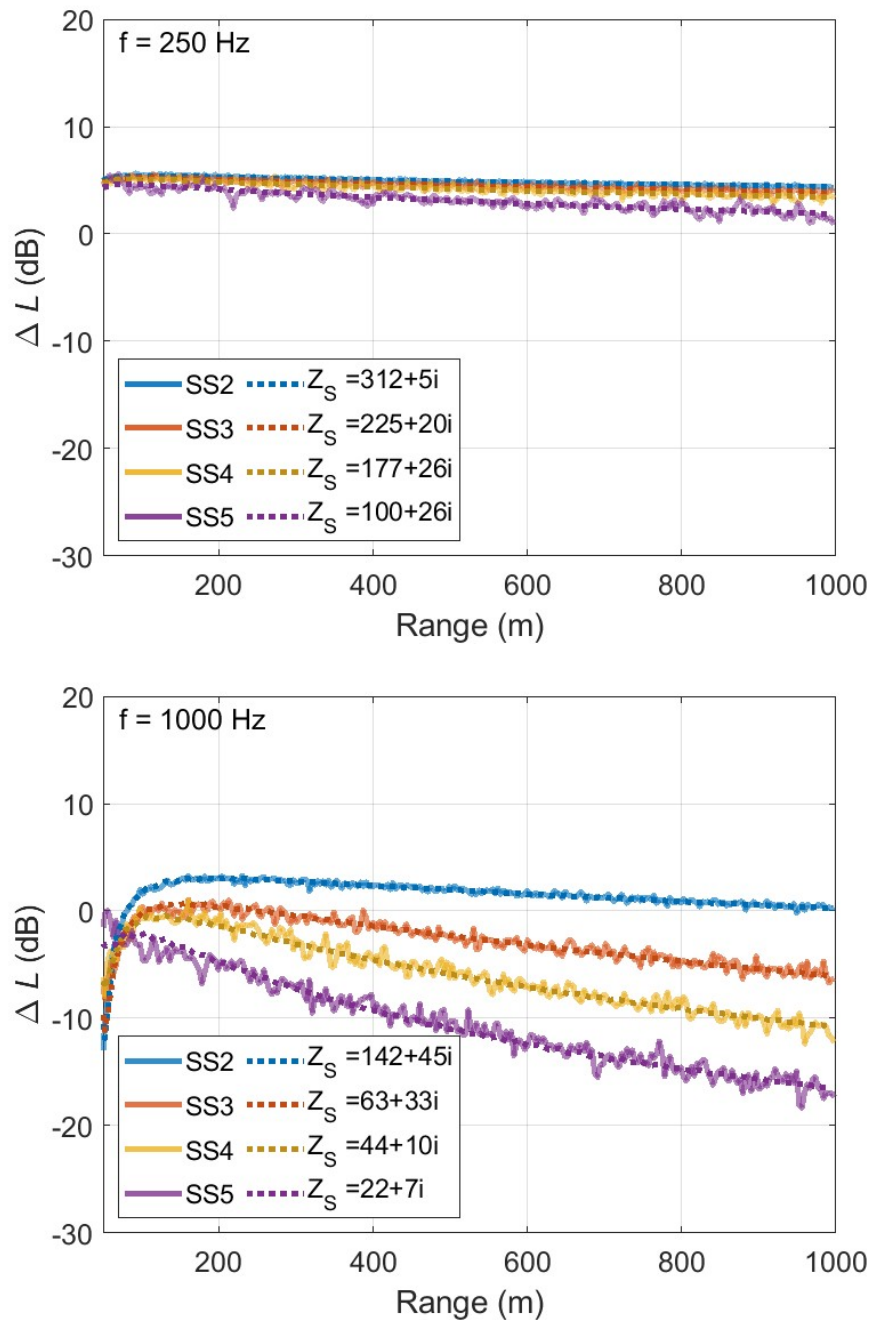 20
f = 250 Hz
10
0
-10
-20
-30
Δ L (dB)
SS2 Z_S =312+5i
SS3 Z_S =225+20i
SS4 Z_S =177+26i
SS5 Z_S =100+26i
200 400 600 800 1000
Range (m)
20
f = 1000 Hz
10
0
-10
-20
-30
Δ L (dB)
SS2 Z_S =142+45i
SS3 Z_S =63+33i
SS4 Z_S =44+10i
SS5 Z_S =22+7i
200 400 600 800 1000
Range (m)